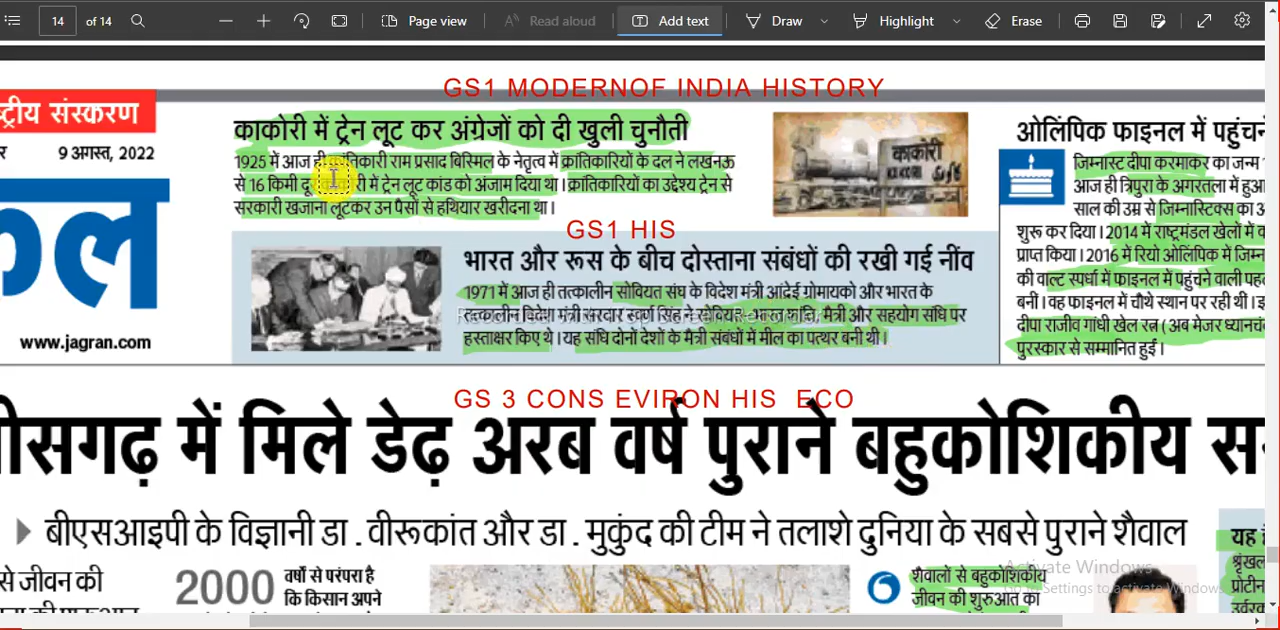 14 of 14 Page view Read aloud Add text Draw Highlight Erase
GS1 MODERNOF INDIA HISTORY
ट्रीय संस्करण
9 अगस्त, 2022
www.jagran.com
काकोरी में ट्रेन लूट कर अंग्रेजों को दी खुली चुनौती
1925 में आज ही राम प्रसाद बिस्मिल के नेतृत्व में क्रांतिकारियों के दल ने लखनऊ
से 16 किमी में ट्रेन लूट कांड को अंजाम दिया था। क्रांतिकारियों का उद्देश्य ट्रेन से
सरकारी खजाना लूटकर उन पैसों से हथियार खरीदना था।
काकोरी
GS1 HIS
भारत और रूस के बीच दोस्ताना संबंधों की रखी गई नींव
1971 में आज ही तत्कालीन सोवियत संघ के विदेश मंत्री आंद्रेई ग्रोमायको और भारत के
तत्कालीन विदेश मंत्री सरदार स्वर्ण सिंह ने सोवियत-भारत शांति, मैत्री और सहयोग संधि पर
हस्ताक्षर किए थे। यह संधि दोनों देशों के मैत्री संबंधों में मील का पत्थर बनी थी।
ओलिंपिक फाइनल में पहुंचने
जिम्नास्ट दीपा करमाकर का जन्म
आज ही त्रिपुरा के अगरतला में हुआ
साल की उम्र से जिम्नास्टिक्स का अ
शुरू कर दिया। 2014 में राष्ट्रमंडल खेलों में क
प्राप्त किया। 2016 में रियो ओलिंपिक में जिम्न
की वाल्ट स्पर्धा में फाइनल में पहुंचने वाली पह
बनीं। वह फाइनल में चौथे स्थान पर रही थीं।
दीपा राजीव गांधी खेल रत्न (अब मेजर ध्यानचं
पुरस्कार से सम्मानित हुईं।
GS 3 CONS EVIRON HIS ECO
तीसगढ़ में मिले डेढ़ अरब वर्ष पुराने बहुकोशिकीय
बीएसआइपी के विज्ञानी डा. वीरूकांत और डा. मुकुंद की टीम ने तलाशे दुनिया के सबसे पुराने शैवाल
से जीवन की
2000 वर्षों से परंपरा है
कि किसान अपने
6 शैवालों से बहुकोशिकीय
जीवन की शुरुआत का
यह
श्रृंखल
प्रोटीन
Activate Windows
Go to Settings to activate Windows.